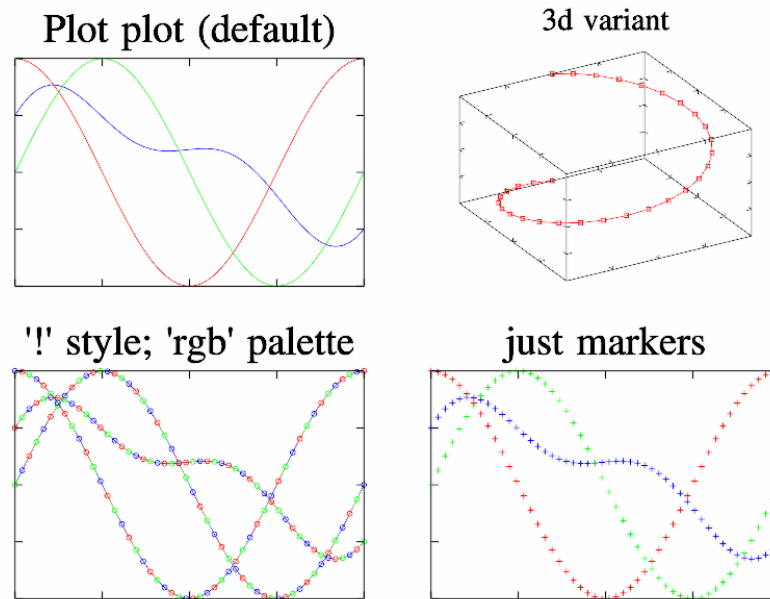 Plot plot (default)
3d variant
'!' style; 'rgb' palette
just markers